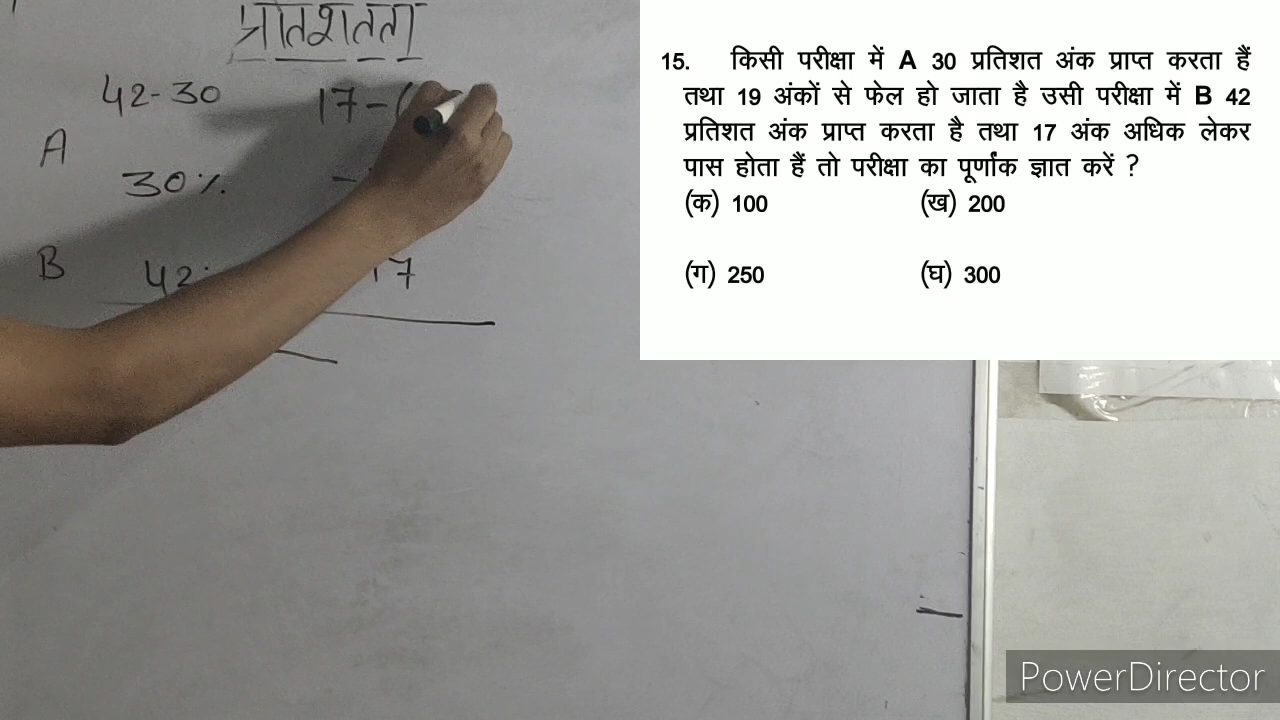 प्रतिशतता
42-30 17-(
A 30% -
B 42 17
15. किसी परीक्षा में A 30 प्रतिशत अंक प्राप्त करता हैं
तथा 19 अंकों से फेल हो जाता है उसी परीक्षा में B 42
प्रतिशत अंक प्राप्त करता है तथा 17 अंक अधिक लेकर
पास होता हैं तो परीक्षा का पूर्णांक ज्ञात करें ?
(क) 100 (ख) 200
(ग) 250 (घ) 300
PowerDirector